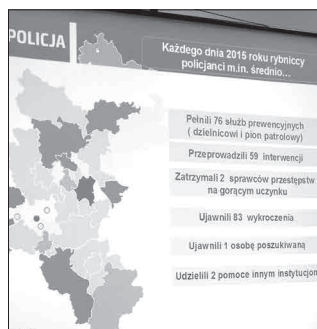 POLICJA
Każdego dnia 2015 roku rybniccy
policjanci m.in. średnio...
Pełnili 76 służb prewencyjnych
( dzielnicowi i pion patrolowy)
Przeprowadzili 59 interwencji
Zatrzymali 2 sprawców przestępstw
na gorącym uczynku
Ujawnili 83 wykroczenia
Ujawnili 1 osobę poszukiwaną
Udzielili 2 pomoce innym instytucjom